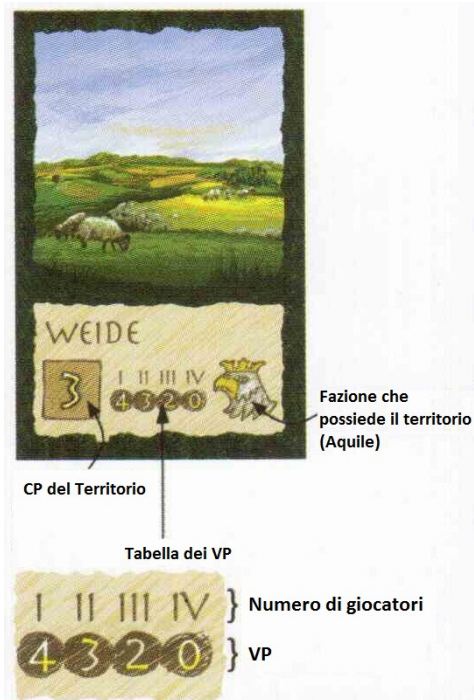 WEIDE
3
I II III IV
4 3 2 0
Fazione che
possiede il territorio
(Aquile)
CP del Territorio
Tabella dei VP
I II III IV } Numero di giocatori
4 3 2 0 } VP